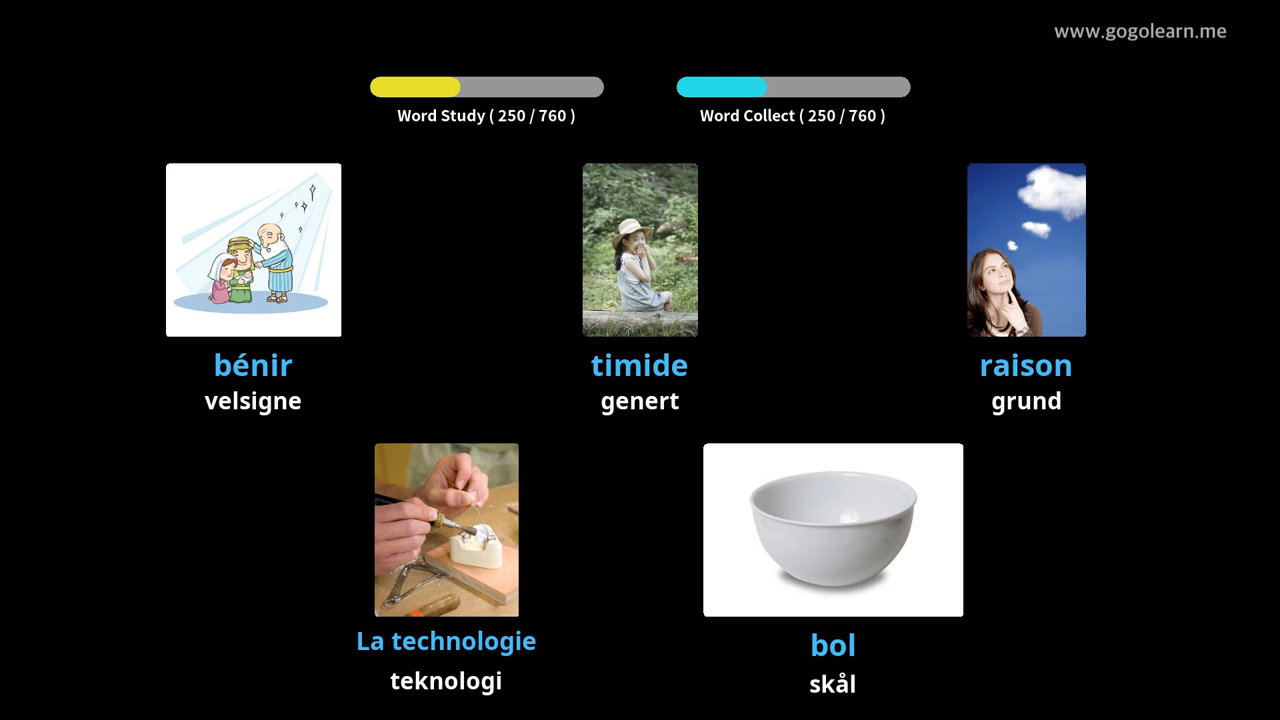 www.gogolearn.me
Word Study ( 250 / 760 )
Word Collect ( 250 / 760 )
bénir
velsigne
timide
genert
raison
grund
La technologie
teknologi
bol
skål